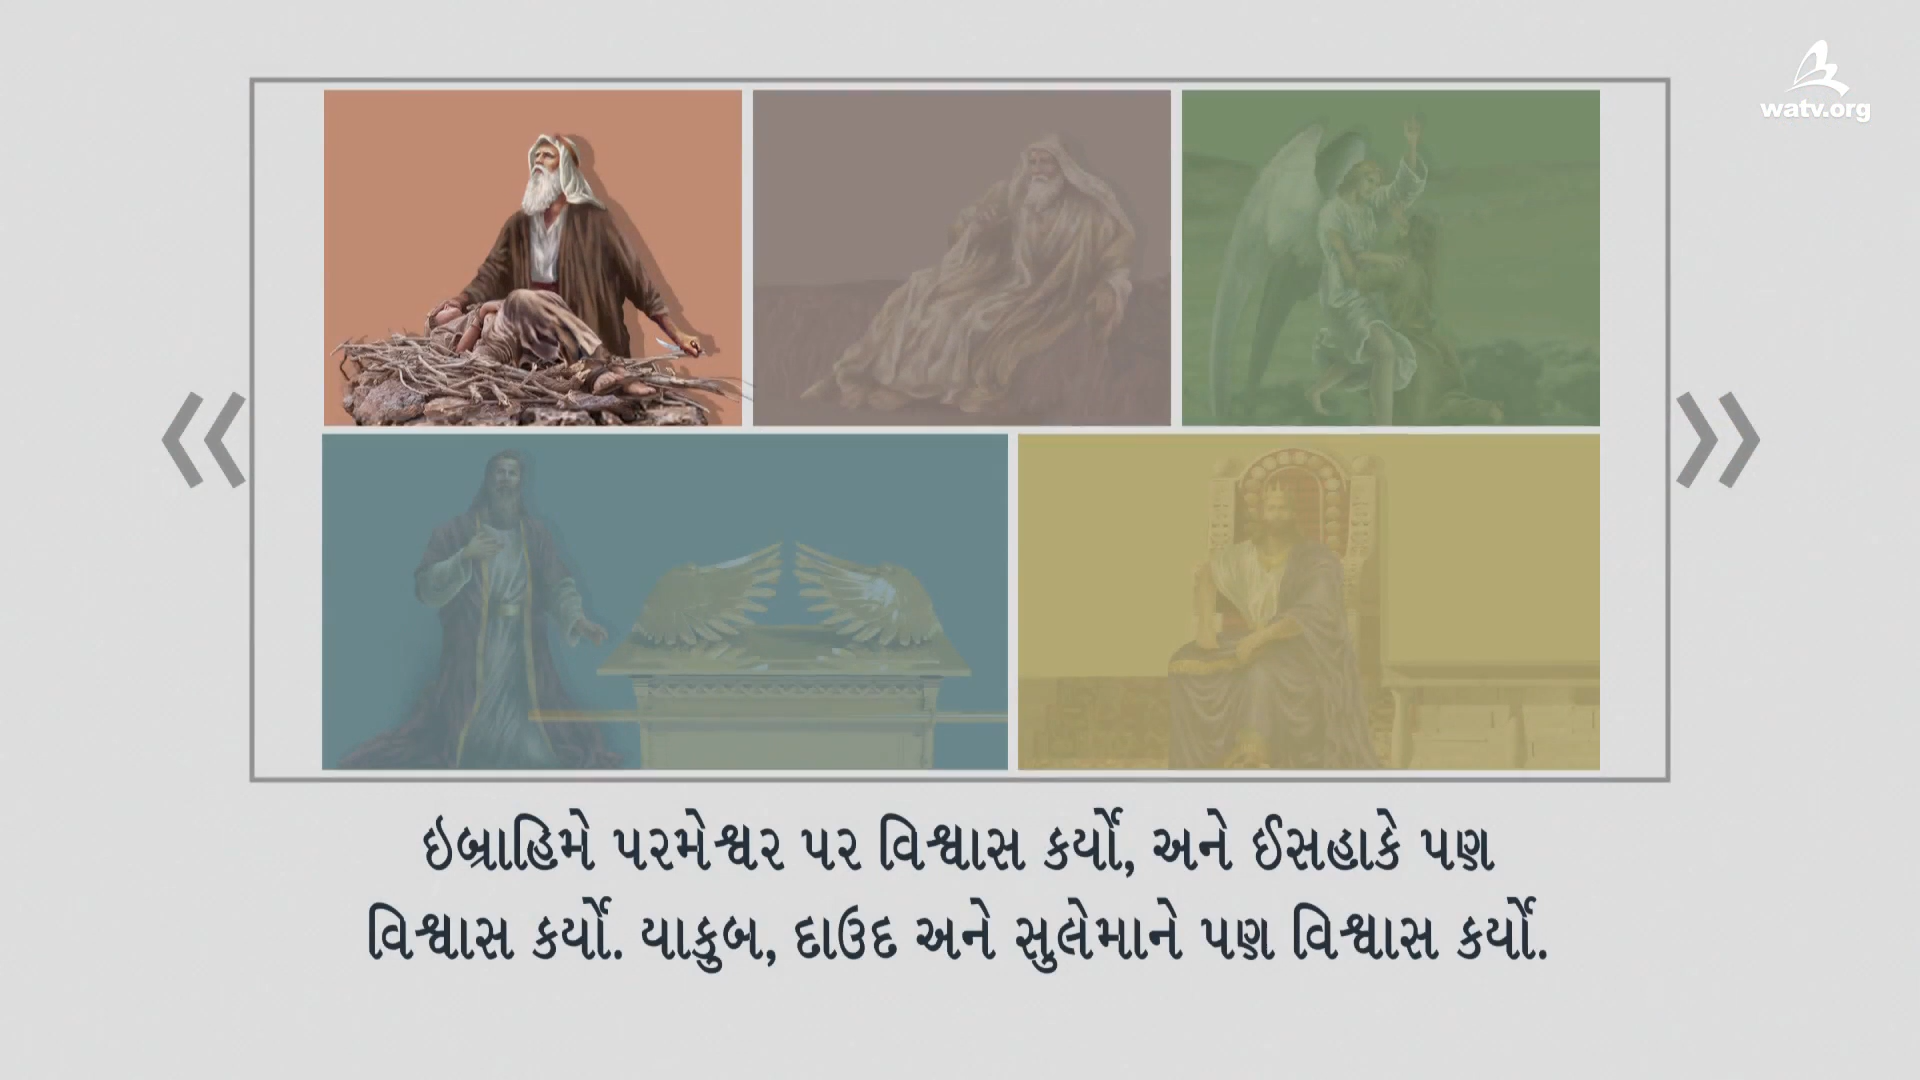 watv.org
ઇબ્રાહિમે પરમેશ્વર પર વિશ્વાસ કર્યો, અને ઈસહાકે પણ
વિશ્વાસ કર્યો. યાકુબ, દાઉદ અને સુલેમાને પણ વિશ્વાસ કર્યો.